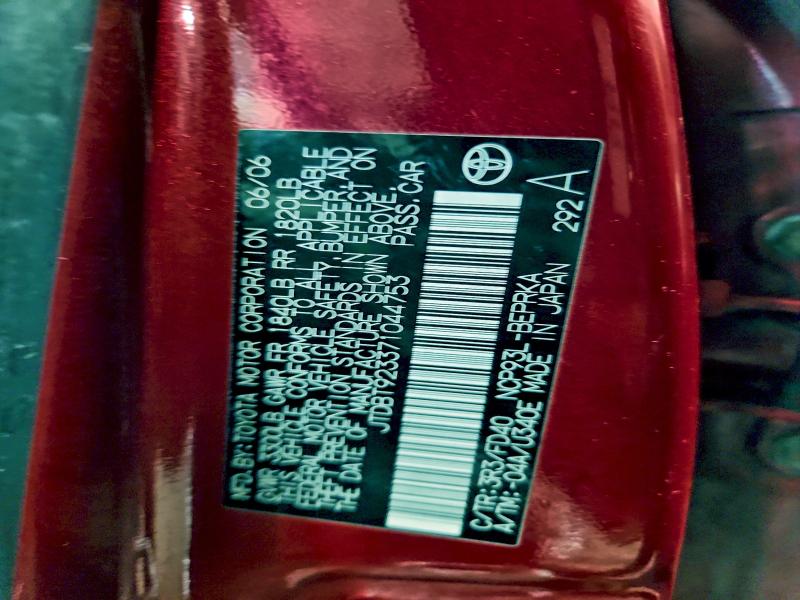 MFD. BY: TOYOTA MOTOR CORPORATION 06/06
GVWR 3300LB GAWR FR 1840LB RR 1820LB
THIS VEHICLE CONFORMS TO ALL APPLICABLE
FEDERAL MOTOR VEHICLE SAFETY, BUMPER AND
THEFT PREVENTION STANDARDS IN EFFECT ON
THE DATE OF MANUFACTURE SHOWN ABOVE.
JTDBT923371044753 PASS. CAR
C/TR: 3R3/FD40 NCP93L-BEPRKA
A/TM: -04A/U340E MADE IN JAPAN 292 A